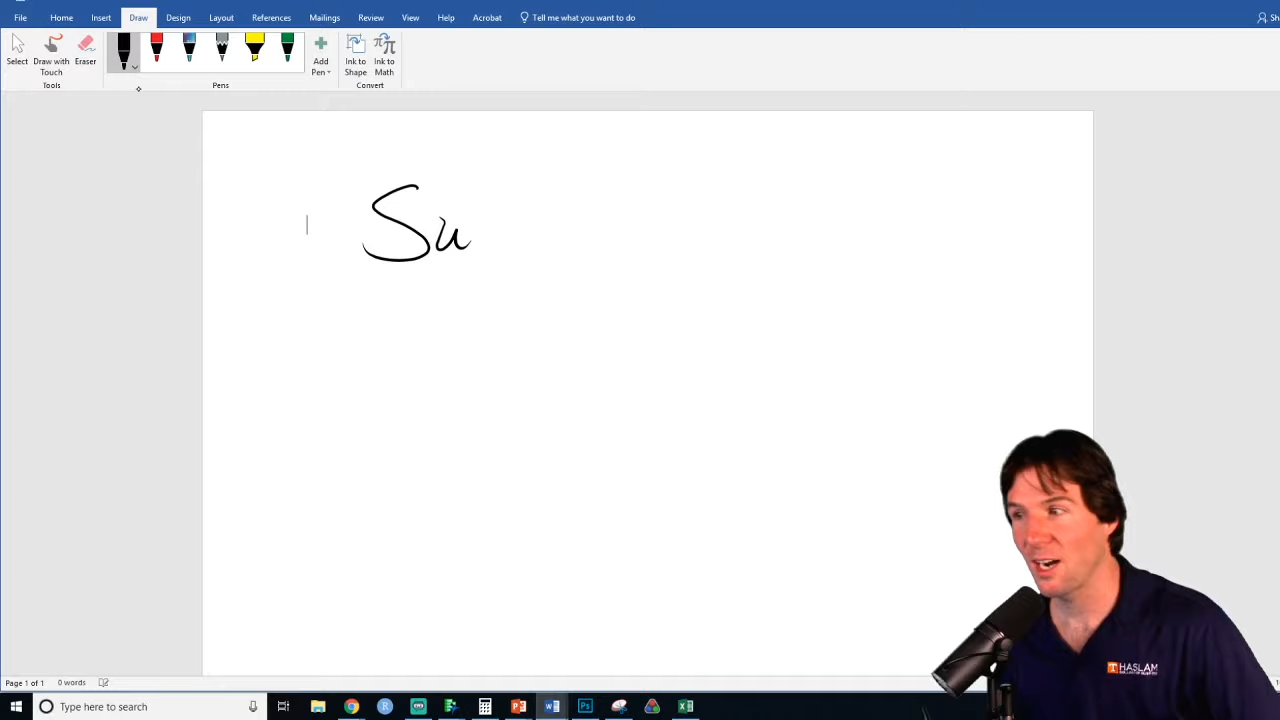 File Home Insert Draw Design Layout References Mailings Review View Help Acrobat Tell me what you want to do
Select Draw with Touch Eraser Add Pen Ink to Shape Ink to Math
Tools Pens Convert
Su
T HASLAM
Page 1 of 1 0 words
Type here to search